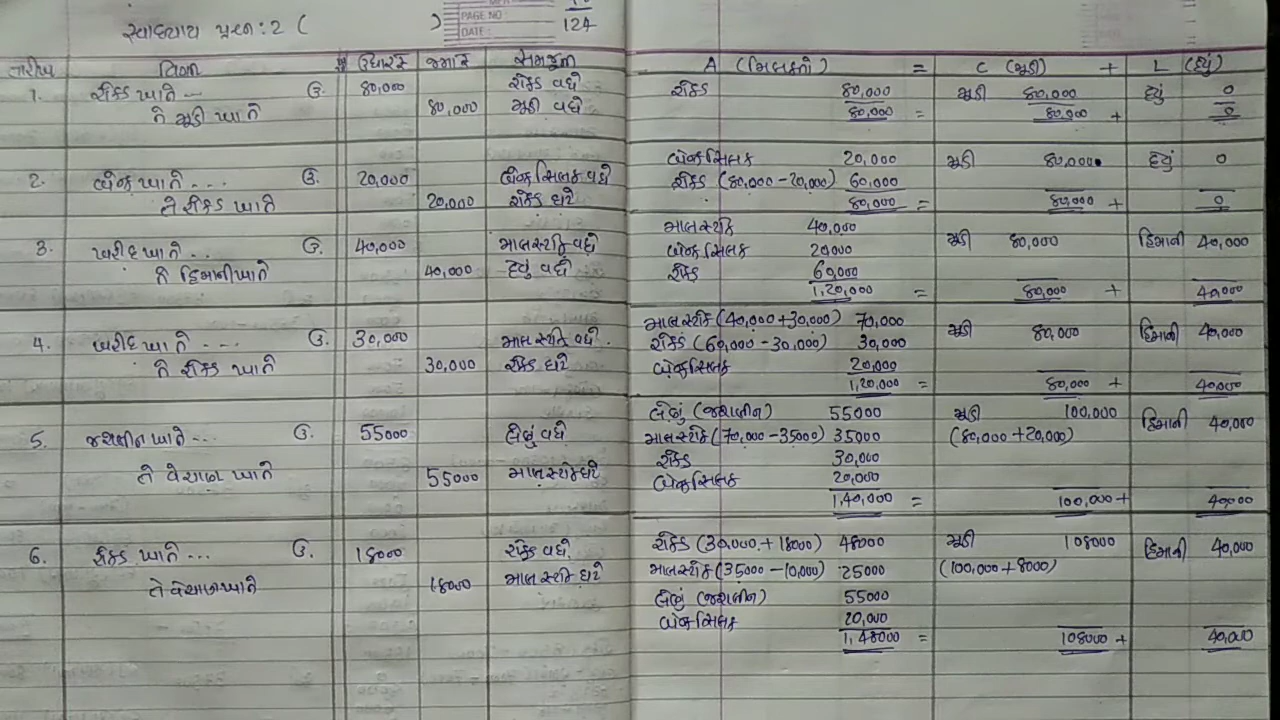 સ્વાધ્યાય પ્રશ્ન : 2 ( )
PAGE NO.
DATE :
124
તારીખ વિગત ઉધારે જમારે સમજૂતી A (મિલકતો) = C (મૂડી) + L (દેવું)
1. રોકડ ખાતે ... ઉ. 80,000 રોકડ વધે રોકડ 80,000 મૂડી 80,000 દેવું 0
તે મૂડી ખાતે 80,000 મૂડી વધે 80,000 = 80,000 + 0
બેંકસિલક 20,000 મૂડી 80,000 દેવું 0
2. બેંક ખાતે ... ઉ. 20,000 બેંકસિલક વધે રોકડ (80,000 - 20,000) 60,000
તે રોકડ ખાતે 20,000 રોકડ ઘટે 80,000 = 80,000 + 0
માલસ્ટોક 40,000
3. ખરીદ ખાતે .. ઉ. 40,000 માલસ્ટોક વધે બેંકસિલક 20,000 મૂડી 80,000 હિમાની 40,000
તે હિમાની ખાતે 40,000 દેવું વધે રોકડ 60,000
1,20,000 = 80,000 + 40,000
માલસ્ટોક (40,000 + 30,000) 70,000
4. ખરીદ ખાતે ... ઉ. 30,000 માલસ્ટોક વધે. રોકડ (60,000 - 30,000) 30,000 મૂડી 80,000 હિમાની 40,000
તે રોકડ ખાતે 30,000 રોકડ ઘટે બેંકસિલક 20,000
1,20,000 = 80,000 + 40,000
લેણું (જશલીન) 55000 મૂડી 100,000 હિમાની 40,000
5. જશલીન ખાતે ... ઉ. 55000 લેણું વધે માલસ્ટોક (70,000 - 35000) 35000 (80,000 + 20,000)
રોકડ 30,000
તે વેચાણ ખાતે 55000 માલસ્ટોક ઘટે બેંકસિલક 20,000
1,40,000 = 100,000 + 40,000
6. રોકડ ખાતે ... ઉ. 18000 રોકડ વધે રોકડ (30,000 + 18000) 48000 મૂડી 108000 હિમાની 40,000
તે વેચાણ ખાતે 18000 માલસ્ટોક ઘટે માલસ્ટોક (35000 - 10,000) 25000 (100,000 + 8000)
લેણું (જશલીન) 55000
બેંકસિલક 20,000
1,48000 = 108000 + 40,000